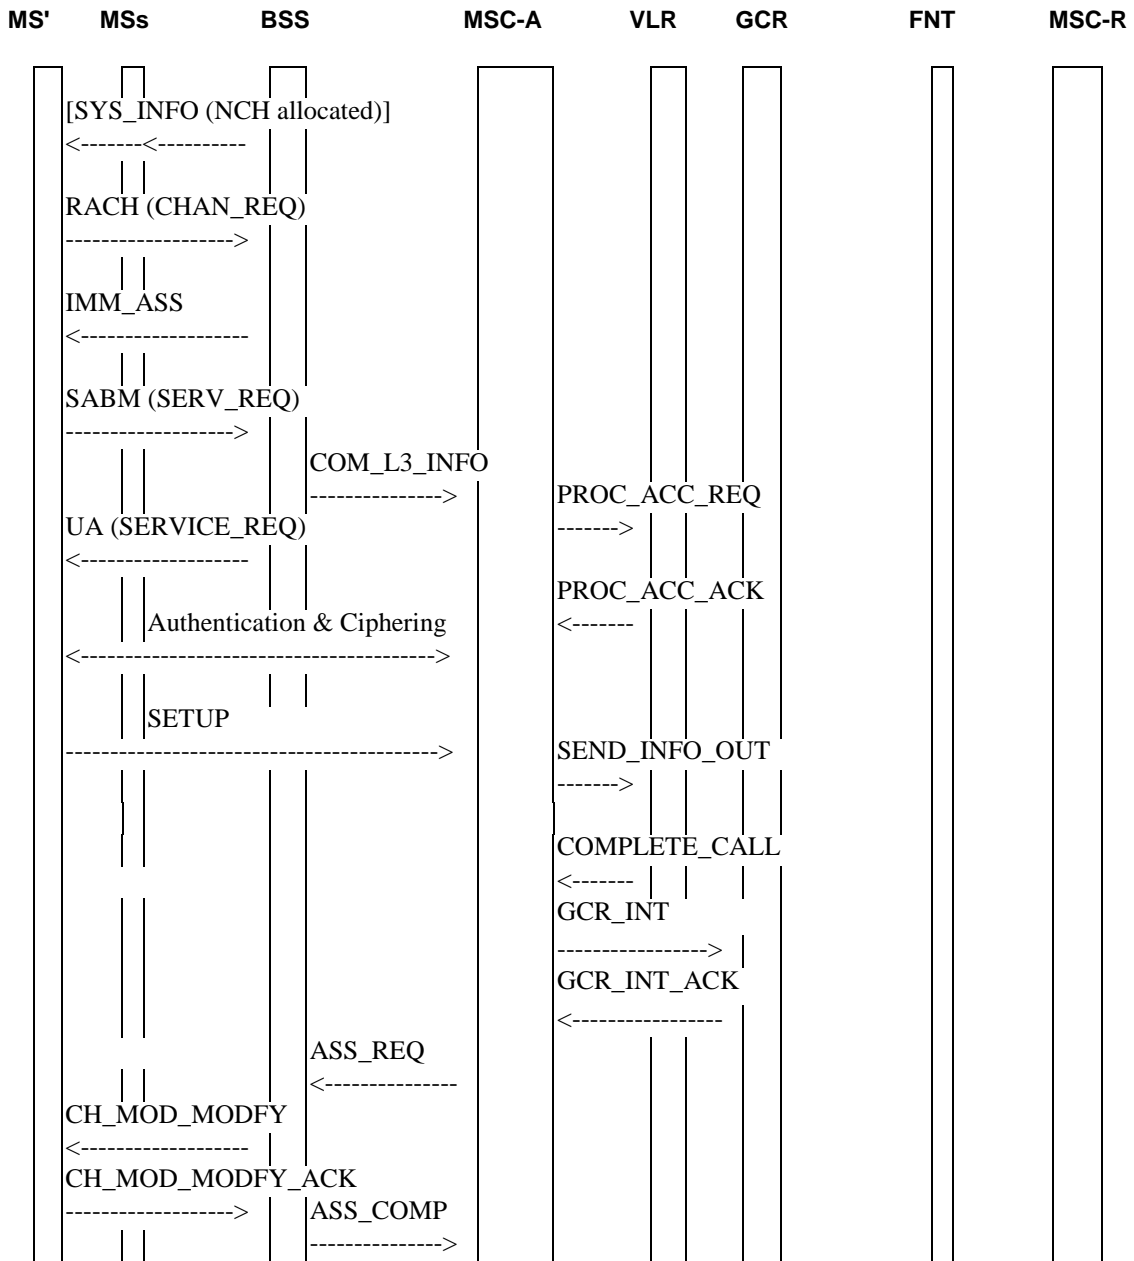 MS' MSs BSS MSC-A VLR GCR FNT MSC-R
[SYS_INFO (NCH allocated)]
<-------<----------
RACH (CHAN_REQ)
------------------->
IMM_ASS
<-------------------
SABM (SERV_REQ)
------------------->
COM_L3_INFO
---------------> PROC_ACC_REQ
UA (SERVICE_REQ) ------->
<-------------------
PROC_ACC_ACK
Authentication & Ciphering <-------
<---------------------------------------->
SETUP
------------------------------------------> SEND_INFO_OUT
------->
COMPLETE_CALL
<-------
GCR_INT
----------------->
GCR_INT_ACK
<-----------------
ASS_REQ
<---------------
CH_MOD_MODFY
<-------------------
CH_MOD_MODFY_ACK
-------------------> ASS_COMP
--------------->